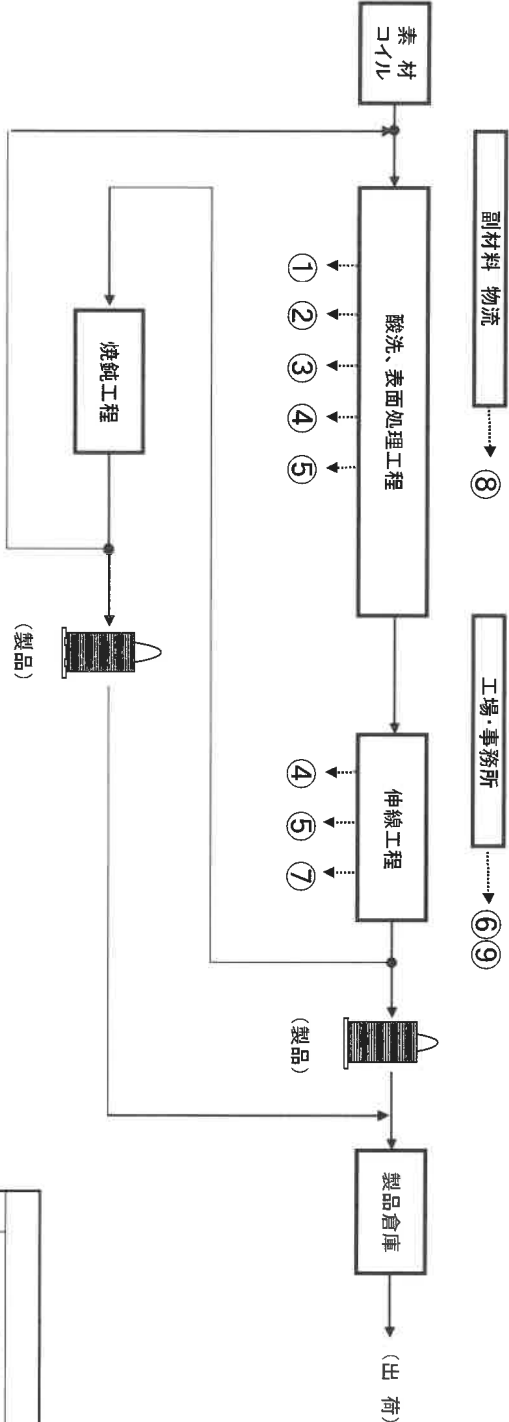 副材料 物流
⑧
工場・事務所
⑥⑨
素 材
コイル
酸洗、表面処理工程
①
②
③
④
⑤
伸線工程
④
⑤
⑦
(製品)
製品倉庫
(出 荷)
焼鈍工程
(製品)